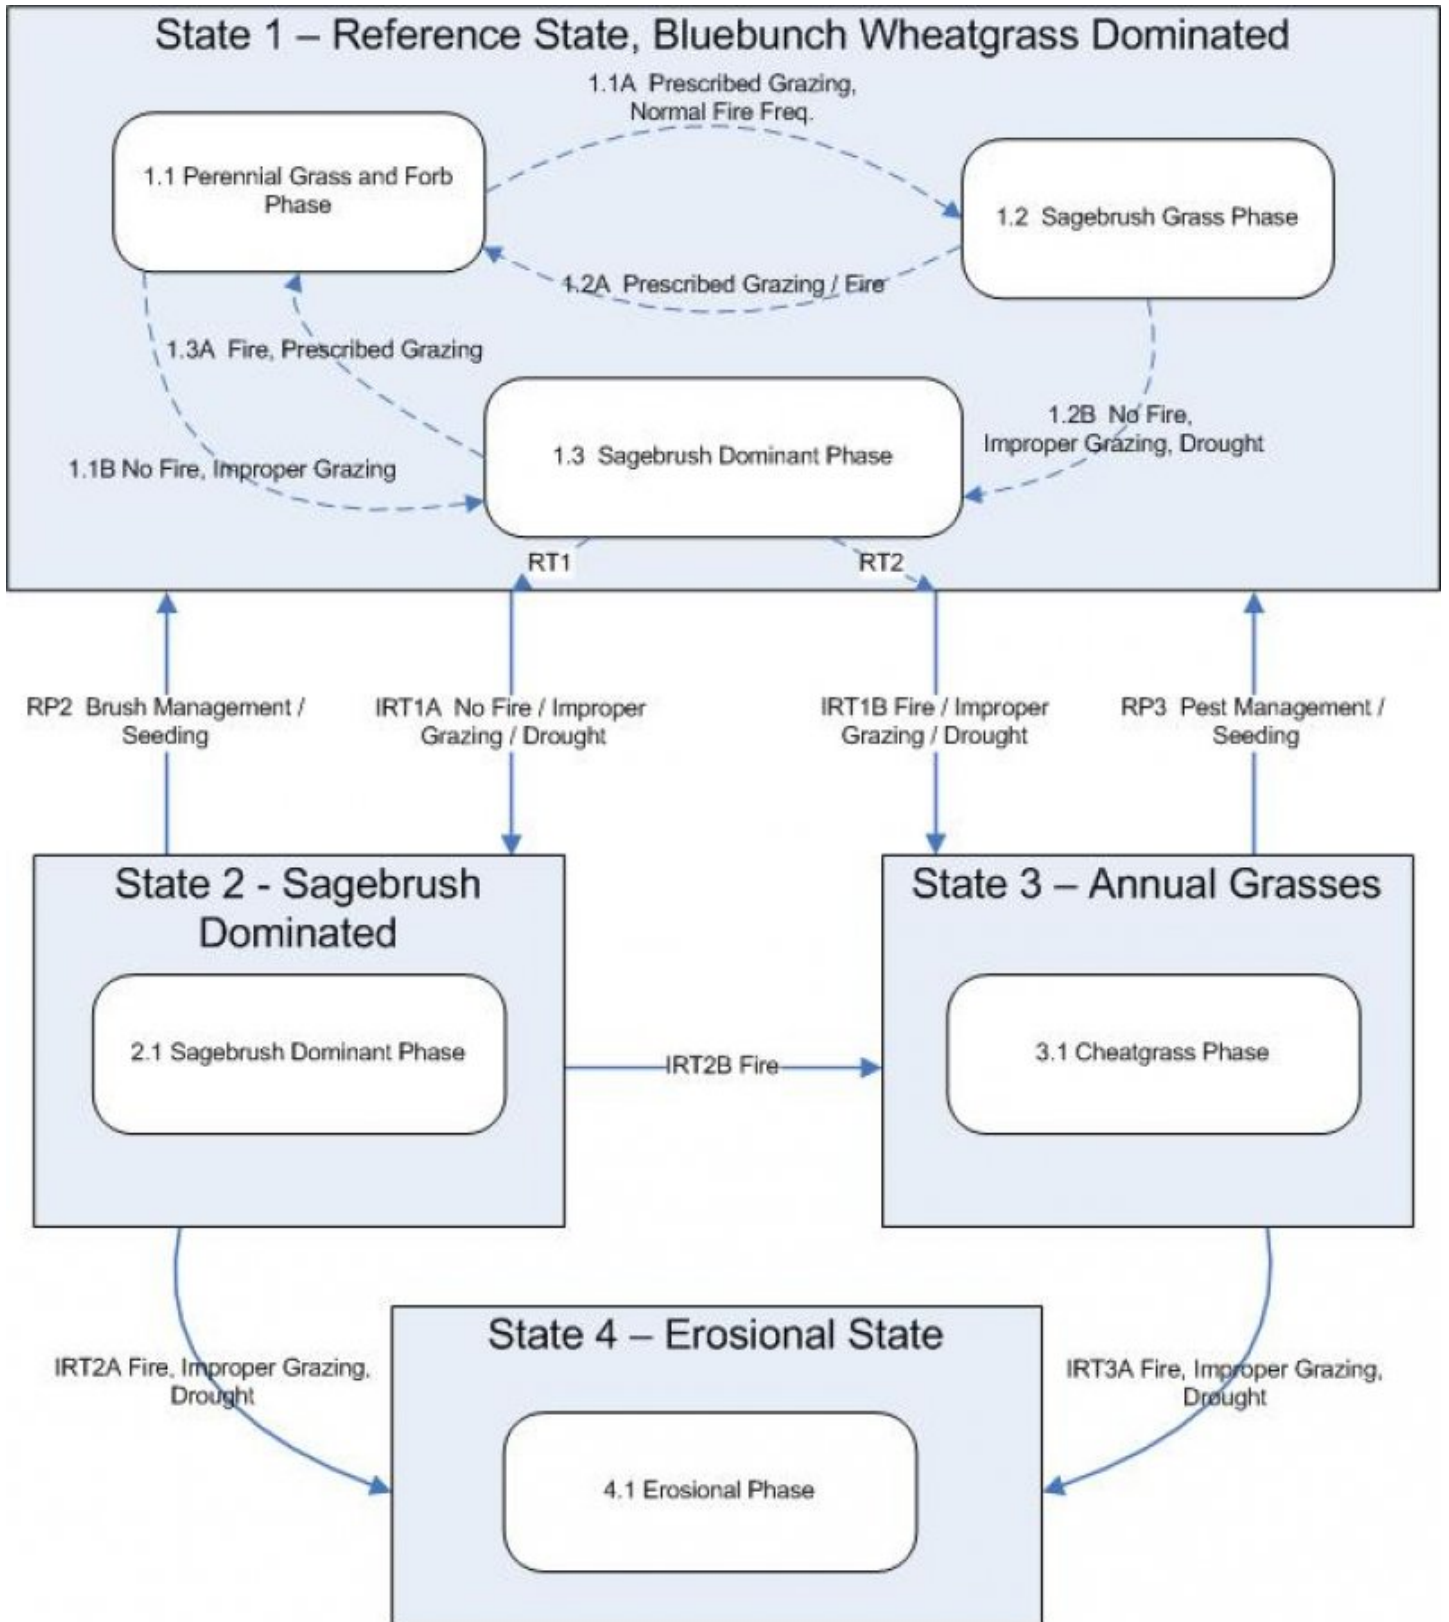 State 1 – Reference State, Bluebunch Wheatgrass Dominated
1.1A Prescribed Grazing,
Normal Fire Freq.
1.1 Perennial Grass and Forb
Phase
1.2 Sagebrush Grass Phase
1.2A Prescribed Grazing / Fire
1.3A Fire, Prescribed Grazing
1.2B No Fire,
Improper Grazing, Drought
1.3 Sagebrush Dominant Phase
1.1B No Fire, Improper Grazing
RT1
RT2
RP2 Brush Management /
Seeding
IRT1A No Fire / Improper
Grazing / Drought
IRT1B Fire / Improper
Grazing / Drought
RP3 Pest Management /
Seeding
State 2 - Sagebrush
Dominated
2.1 Sagebrush Dominant Phase
State 3 – Annual Grasses
3.1 Cheatgrass Phase
IRT2B Fire
State 4 – Erosional State
IRT2A Fire, Improper Grazing,
Drought
IRT3A Fire, Improper Grazing,
Drought
4.1 Erosional Phase